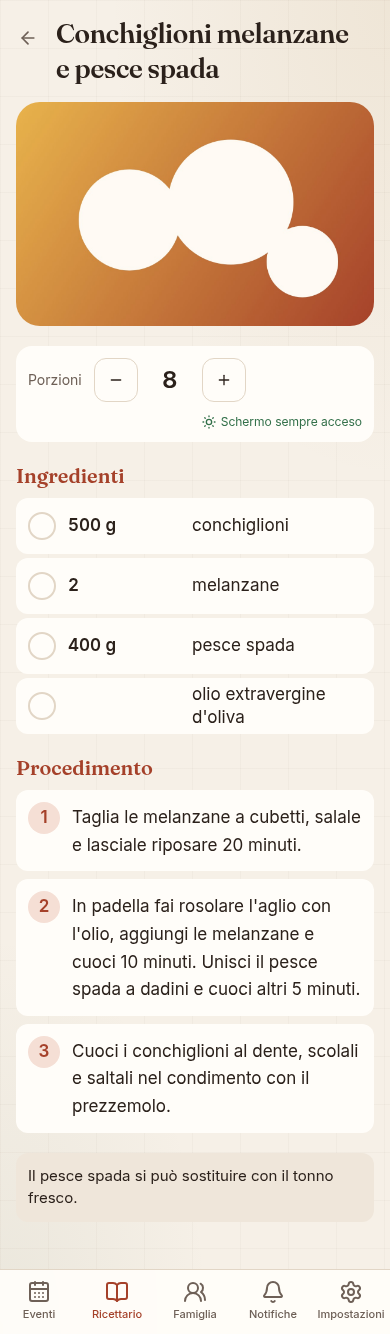 Conchiglioni melanzane
e pesce spada
Porzioni
8
Schermo sempre acceso
Ingredienti
500 g conchiglioni
2 melanzane
400 g pesce spada
olio extravergine
d'oliva
Procedimento
1 Taglia le melanzane a cubetti, salale
e lasciale riposare 20 minuti.
2 In padella fai rosolare l'aglio con
l'olio, aggiungi le melanzane e
cuoci 10 minuti. Unisci il pesce
spada a dadini e cuoci altri 5 minuti.
3 Cuoci i conchiglioni al dente, scolali
e saltali nel condimento con il
prezzemolo.
Il pesce spada si può sostituire con il tonno
fresco.
Eventi Ricettario Famiglia Notifiche Impostazioni